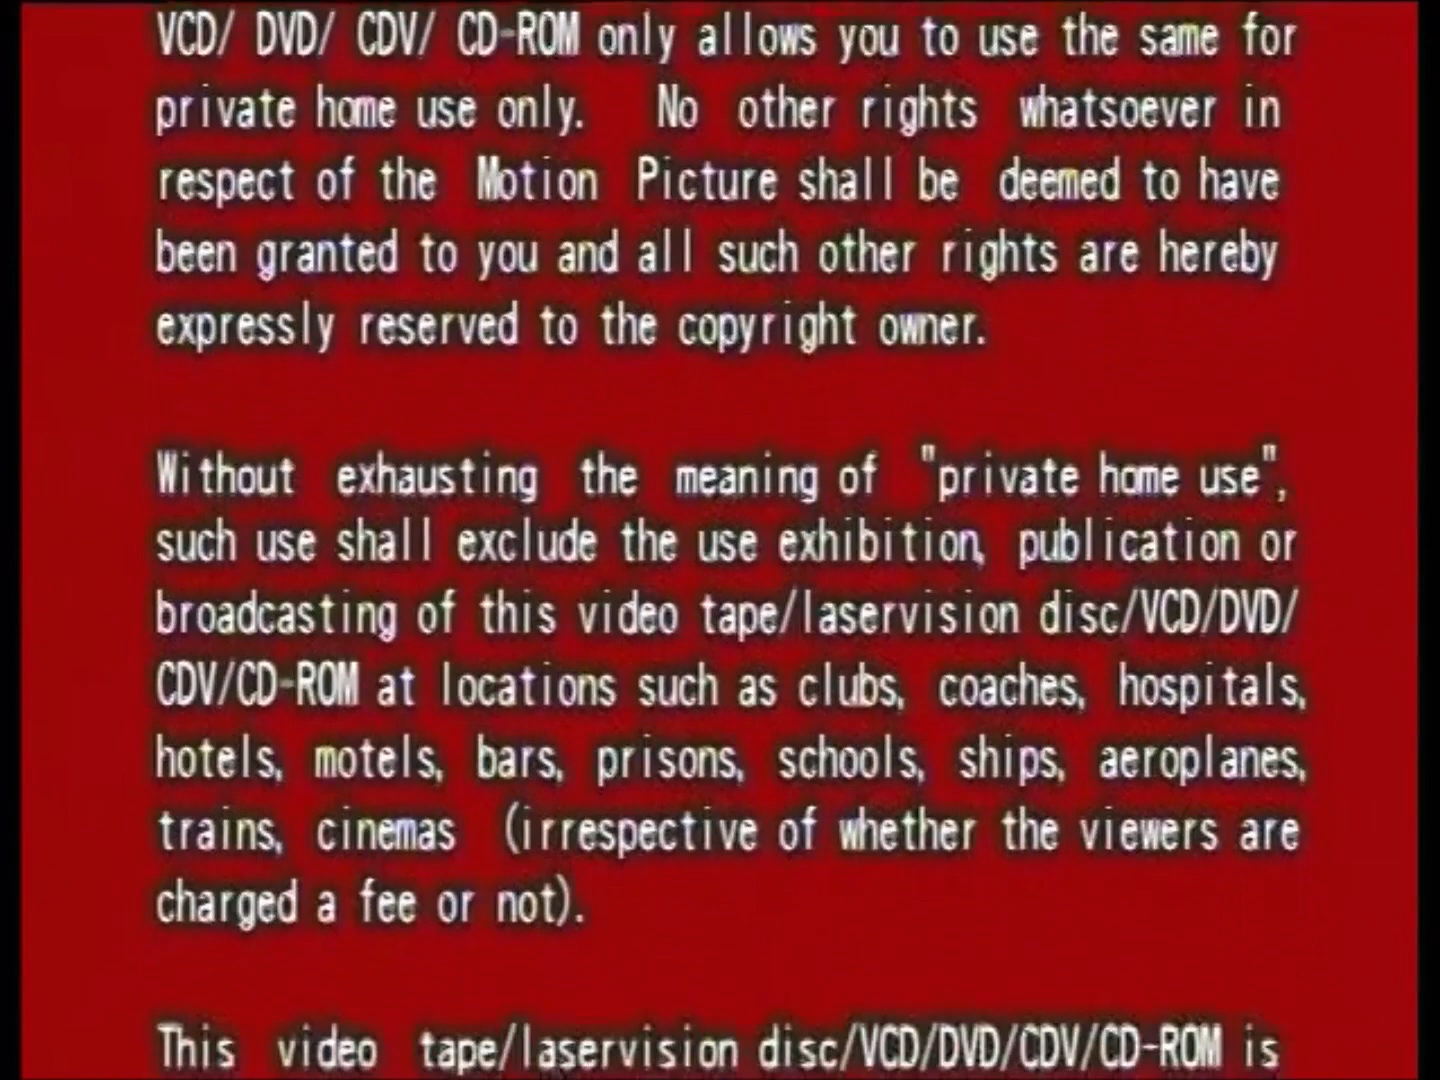 VCD/ DVD/ CDV/ CD-ROM only allows you to use the same for
private home use only. No other rights whatsoever in
respect of the Motion Picture shall be deemed to have
been granted to you and all such other rights are hereby
expressly reserved to the copyright owner.
Without exhausting the meaning of "private home use",
such use shall exclude the use exhibition, publication or
broadcasting of this video tape/laservision disc/VCD/DVD/
CDV/CD-ROM at locations such as clubs, coaches, hospitals,
hotels, motels, bars, prisons, schools, ships, aeroplanes,
trains, cinemas (irrespective of whether the viewers are
charged a fee or not).
This video tape/laservision disc/VCD/DVD/CDV/CD-ROM is